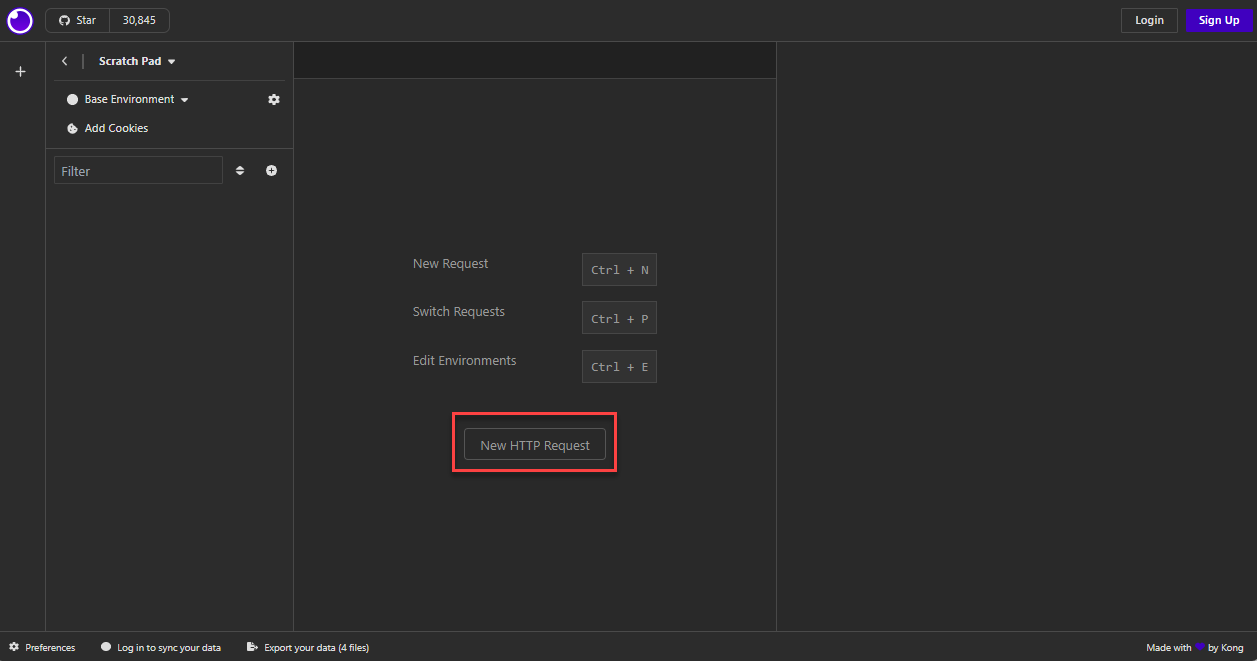 Star 30,845
Login Sign Up
Scratch Pad
Base Environment
Add Cookies
Filter
New Request Ctrl + N
Switch Requests Ctrl + P
Edit Environments Ctrl + E
New HTTP Request
Preferences Log in to sync your data Export your data (4 files) Made with by Kong